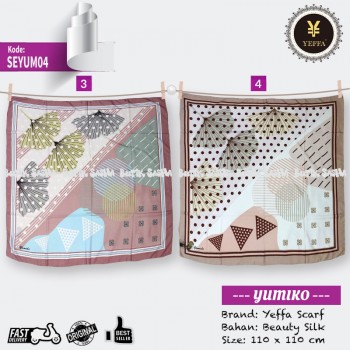 Kode:
SEYUM04
¥
YEFFA
3
4
--- yumiko ---
Brand: Yeffa Scarf
Bahan: Beauty Silk
Size: 110 x 110 cm
FAST DELIVERY
ORIGINAL
BEST SELLER